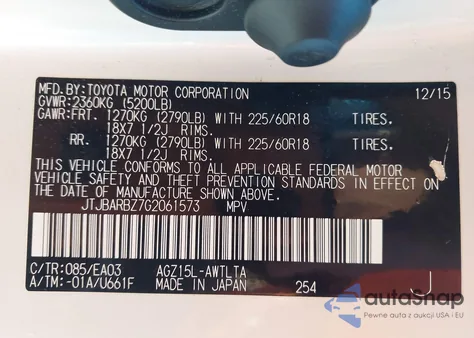 MFD.BY:TOYOTA MOTOR CORPORATION 12/15
GVWR:2360KG (5200LB)
GAWR:FRT. 1270KG (2790LB) WITH 225/60R18 TIRES.
18X7 1/2J RIMS.
RR. 1270KG (2790LB) WITH 225/60R18 TIRES.
18X7 1/2J RIMS.
THIS VEHICLE CONFORMS TO ALL APPLICABLE FEDERAL MOTOR
VEHICLE SAFETY AND THEFT PREVENTION STANDARDS IN EFFECT
ON THE DATE OF MANUFACTURE SHOWN ABOVE.
JTJBARBZ7G2061573 MPV
C/TR:085/EA03 AGZ15L-AWTLTA
A/TM:-01A/U661F MADE IN JAPAN 254 J
autoSnap
Pewne auta z aukcji USA i EU